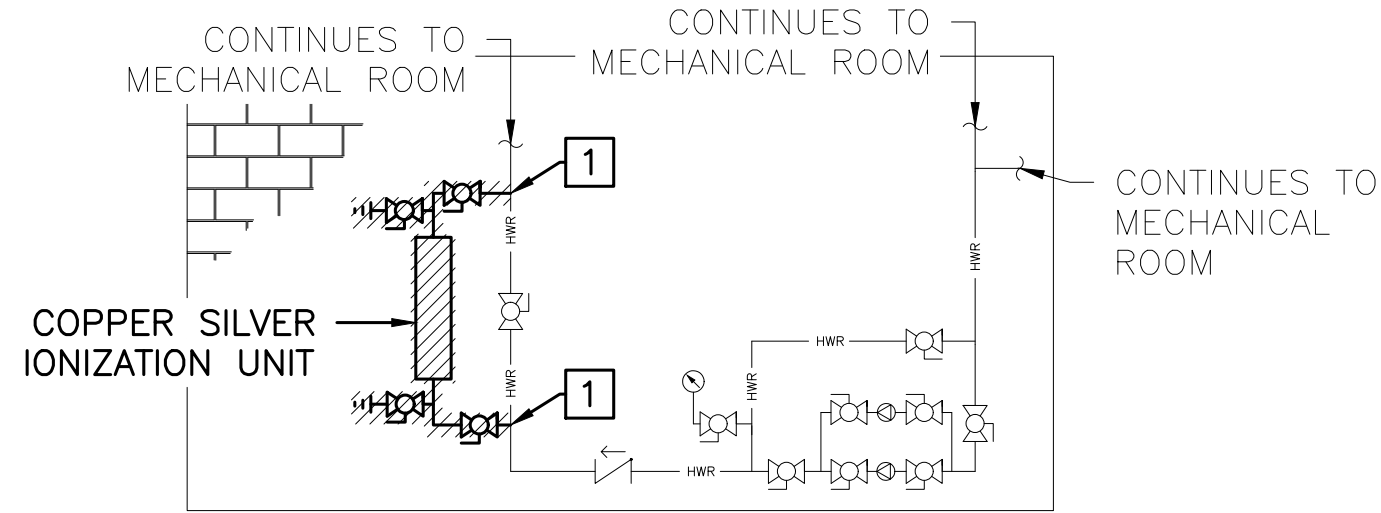 CONTINUES TO
MECHANICAL ROOM
CONTINUES TO
MECHANICAL ROOM
1
CONTINUES TO
MECHANICAL
ROOM
HWR
HWR
COPPER SILVER
IONIZATION UNIT
HWR
HWR
HWR
1
HWR